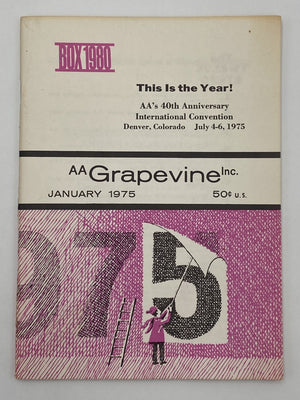 BOX 1980
This Is the Year!
AA's 40th Anniversary
International Convention
Denver, Colorado July 4-6, 1975
AA Grapevine Inc.
JANUARY 1975 50¢ U.S.
975